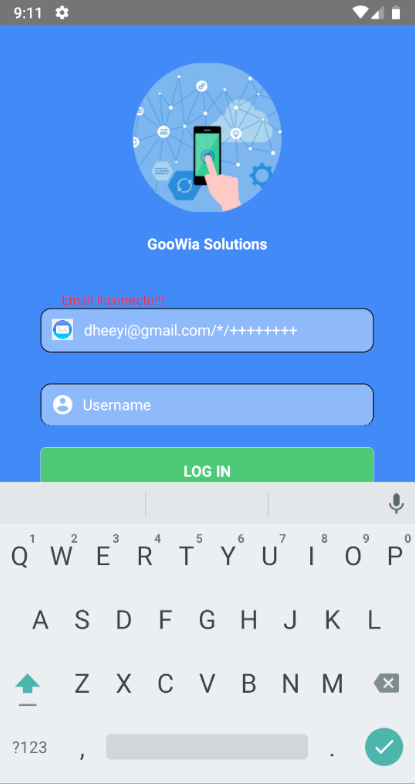 9:11
GooWia Solutions
Email Incorrecto!!!
dheeyi@gmail.com/*/++++++++
Username
LOG IN
1 2 3 4 5 6 7 8 9 0
Q W E R T Y U I O P
A S D F G H J K L
Z X C V B N M
?123 , .